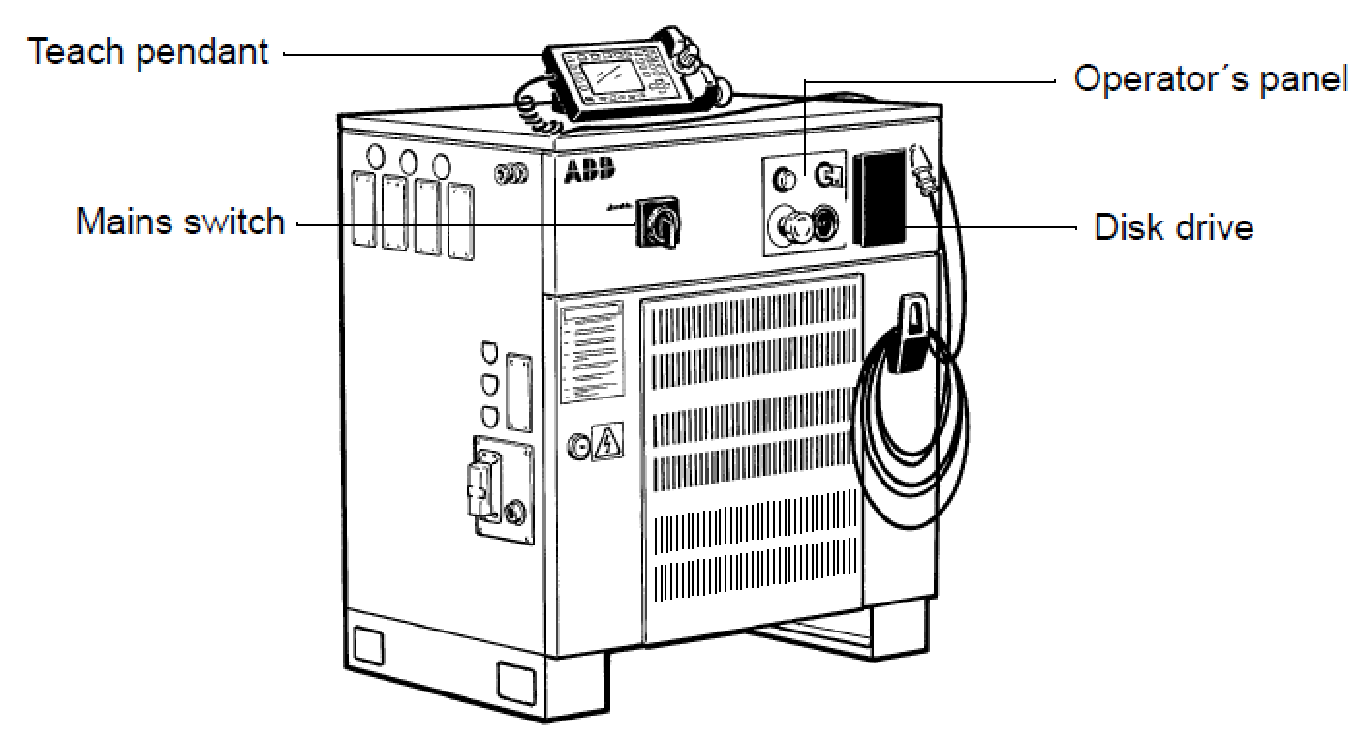 Teach pendant
Operator´s panel
ABB
Mains switch
Disk drive